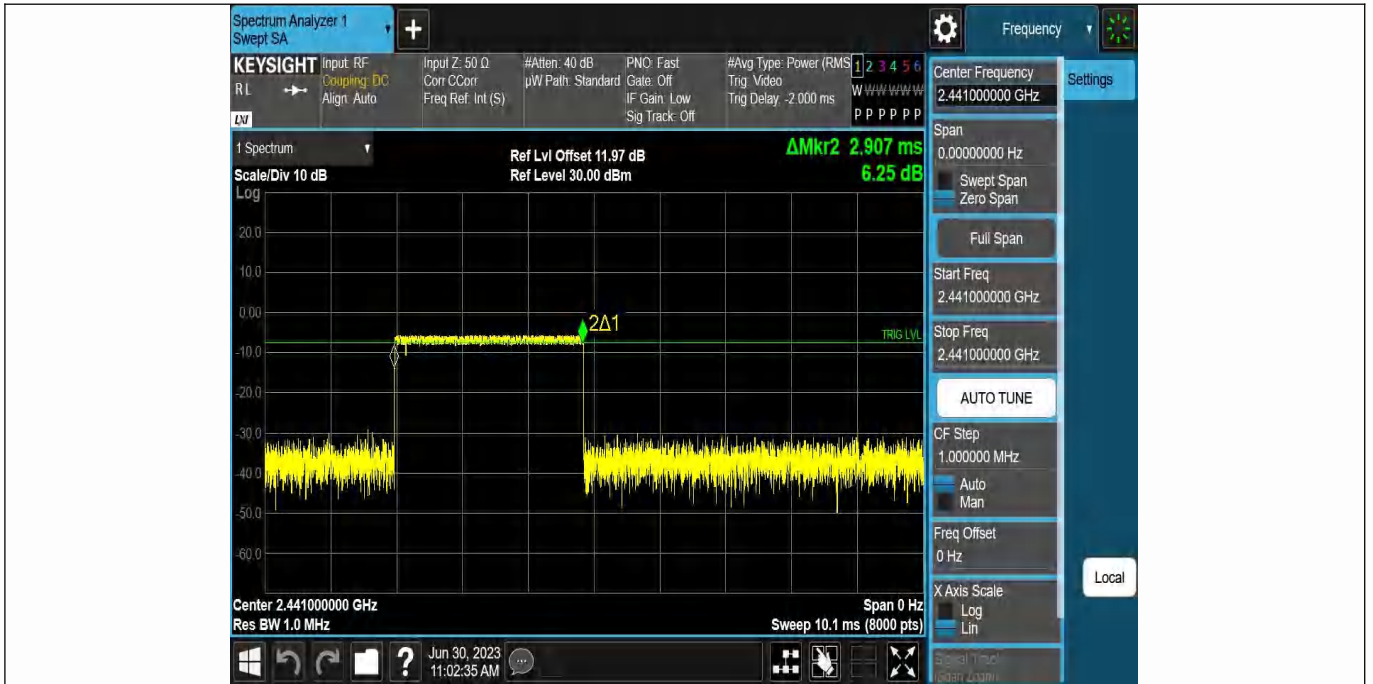 Spectrum Analyzer 1
Swept SA
+
Frequency
KEYSIGHT
R L
LXI
Input: RF
Coupling: DC
Align: Auto
Input Z: 50 Ω
Corr CCorr
Freq Ref: Int (S)
#Atten: 40 dB
µW Path: Standard
PNO: Fast
Gate: Off
IF Gain: Low
Sig Track: Off
#Avg Type: Power (RMS
Trig: Video
Trig Delay: -2.000 ms
1 2 3 4 5 6
W W W W W W
P P P P P P
1 Spectrum
Scale/Div 10 dB
Ref Lvl Offset 11.97 dB
Ref Level 30.00 dBm
ΔMkr2 2.907 ms
6.25 dB
Log
20.0
10.0
0.00
-10.0
-20.0
-30.0
-40.0
-50.0
-60.0
2Δ1
TRIG LVL
Center 2.441000000 GHz
Res BW 1.0 MHz
Span 0 Hz
Sweep 10.1 ms (8000 pts)
Center Frequency
2.441000000 GHz
Settings
Span
0.00000000 Hz
Swept Span
Zero Span
Full Span
Start Freq
2.441000000 GHz
Stop Freq
2.441000000 GHz
AUTO TUNE
CF Step
1.000000 MHz
Auto
Man
Freq Offset
0 Hz
X Axis Scale
Log
Lin
Signal Track
(Span Zoom)
Local
?
Jun 30, 2023
11:02:35 AM